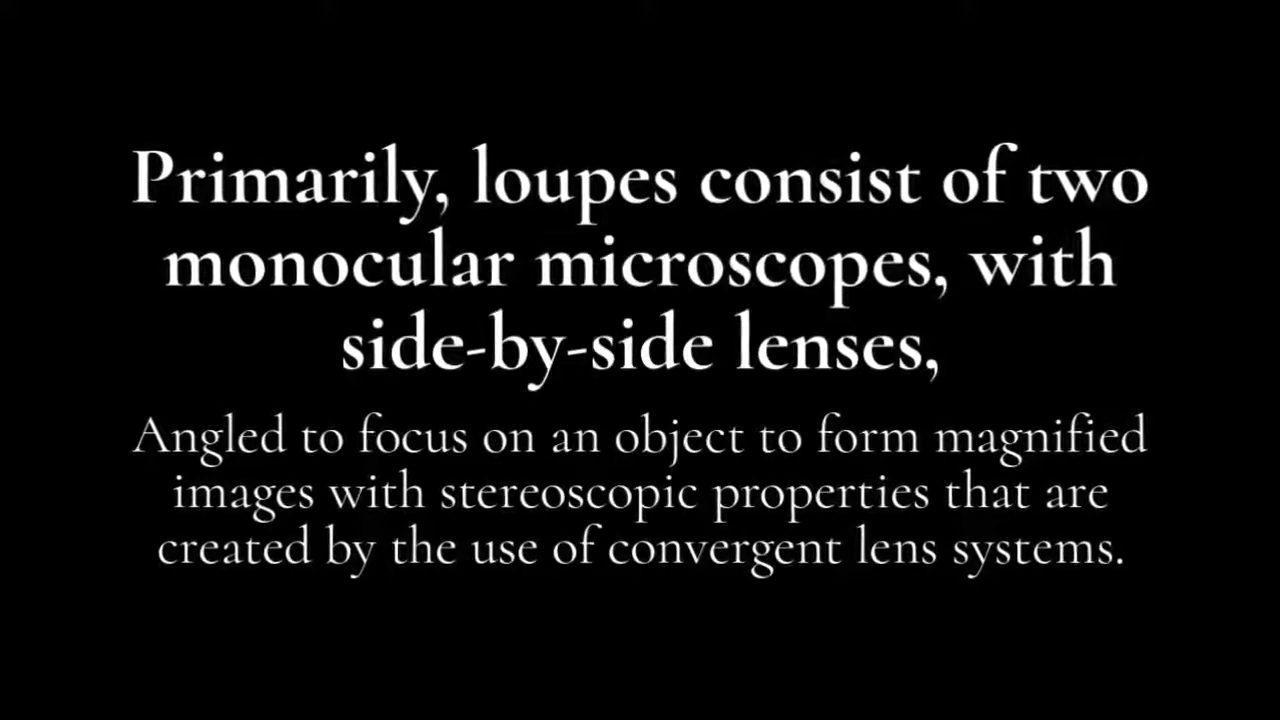 Primarily, loupes consist of two
monocular microscopes, with
side-by-side lenses,
Angled to focus on an object to form magnified
images with stereoscopic properties that are
created by the use of convergent lens systems.